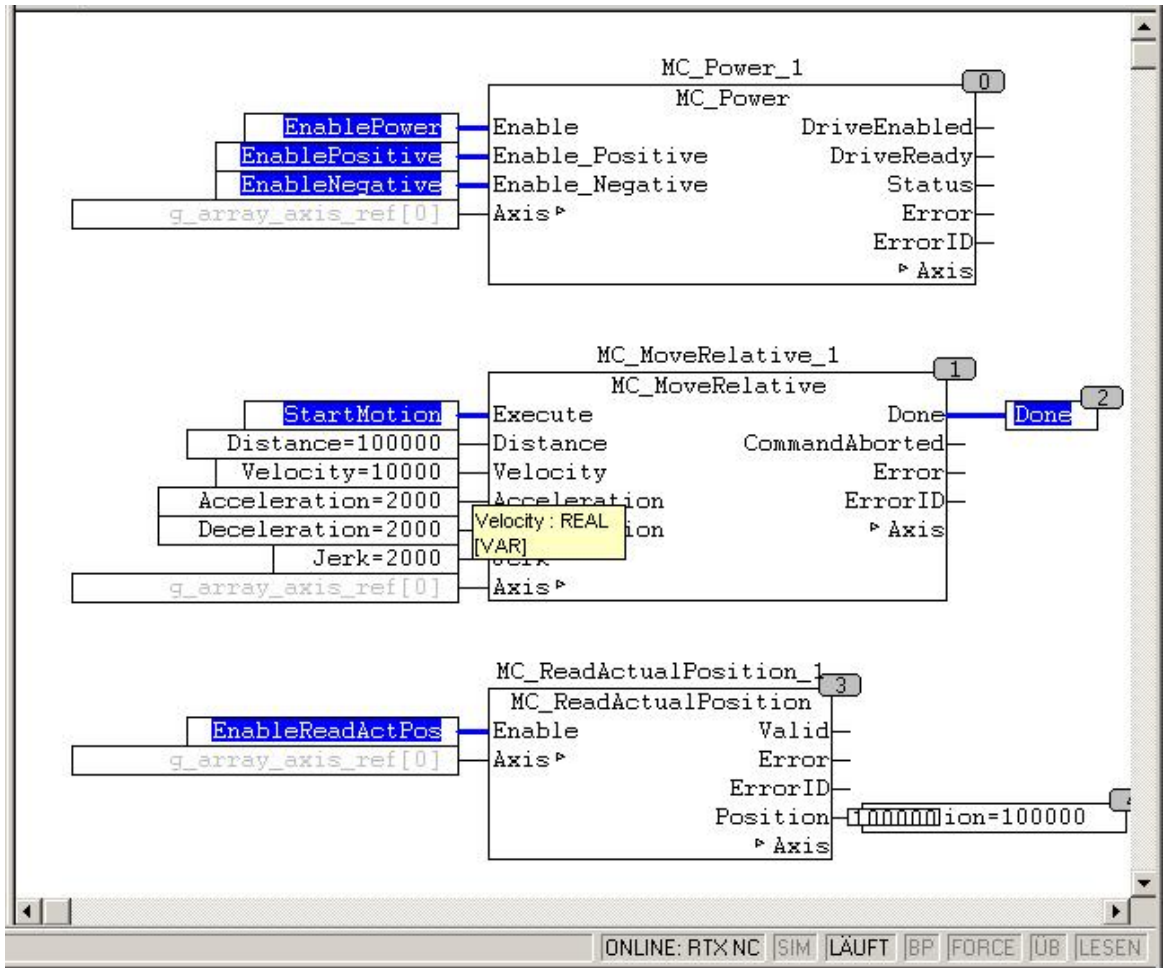 MC_Power_1
0
MC_Power
EnablePower Enable DriveEnabled
EnablePositive Enable_Positive DriveReady
EnableNegative Enable_Negative Status
g_array_axis_ref[0] Axis Error
ErrorID
Axis
MC_MoveRelative_1
1
MC_MoveRelative
StartMotion Execute Done Done 2
Distance=100000 Distance CommandAborted
Velocity=10000 Velocity Error
Acceleration=2000 Acceleration ErrorID
Velocity : REAL
Deceleration=2000 ion Axis
[VAR]
Jerk=2000 Jerk
g_array_axis_ref[0] Axis
MC_ReadActualPosition_1
3
MC_ReadActualPosition
EnableReadActPos Enable Valid
g_array_axis_ref[0] Axis Error
ErrorID
Position ion=100000
Axis
ONLINE: RTX NC SIM LÄUFT BP FORCE ÜB LESEN